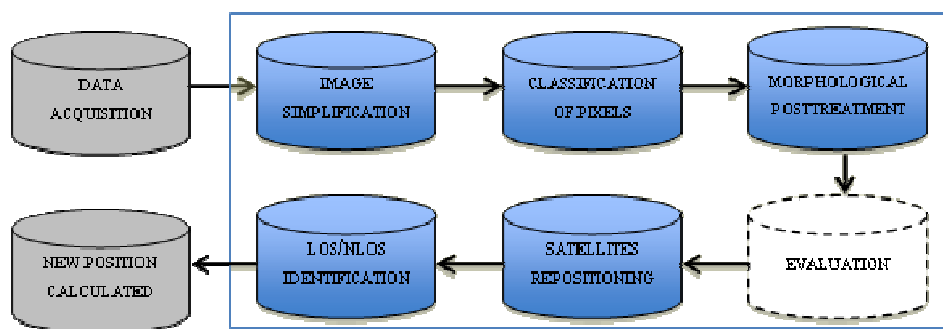 DATA
ACQUISITION
IMAGE
SIMPLIFICATION
CLASSIFICATION
OF PIXELS
MORPHOLOGICAL
POSTTREATMENT
NEW POSITION
CALCULATED
LOS/NLOS
IDENTIFICATION
SATELLITES
REPOSITIONING
EVALUATION